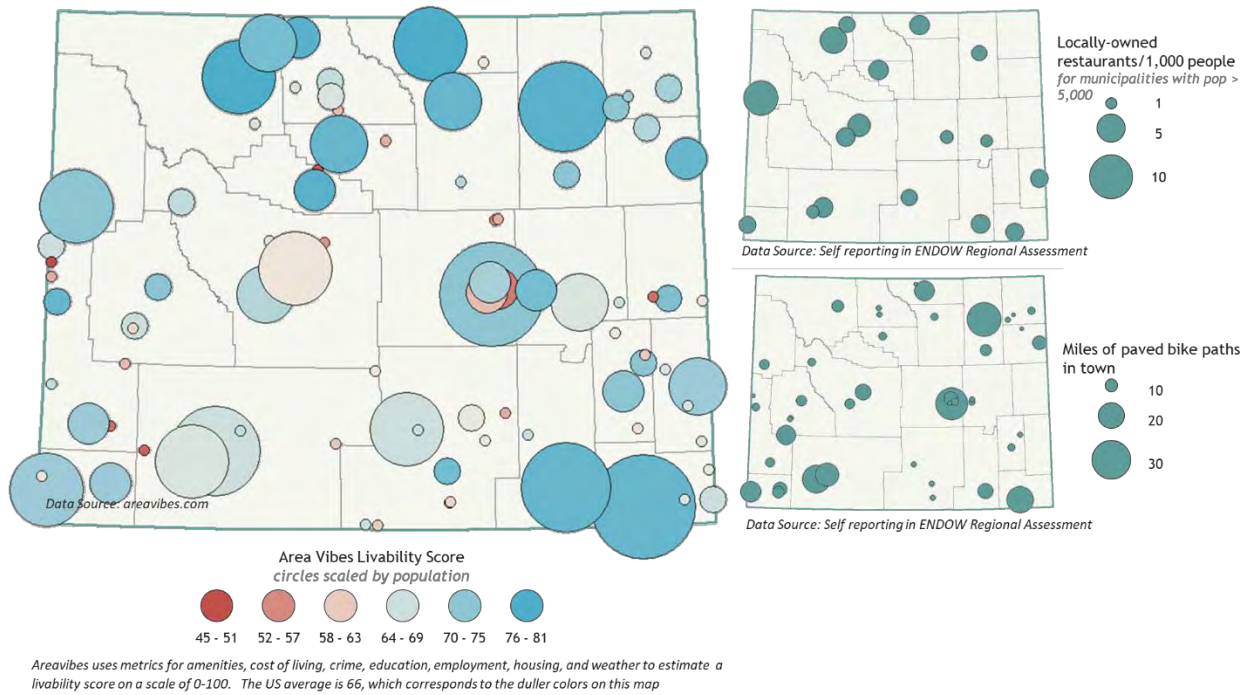 Locally-owned
restaurants/1,000 people
for municipalities with pop >
5,000
1
5
10
Data Source: Self reporting in ENDOW Regional Assessment
Miles of paved bike paths
in town
10
20
30
Data Source: Self reporting in ENDOW Regional Assessment
Data Source: areavibes.com
Area Vibes Livability Score
circles scaled by population
45 - 51 52 - 57 58 - 63 64 - 69 70 - 75 76 - 81
Areavibes uses metrics for amenities, cost of living, crime, education, employment, housing, and weather to estimate a
livability score on a scale of 0-100. The US average is 66, which corresponds to the duller colors on this map